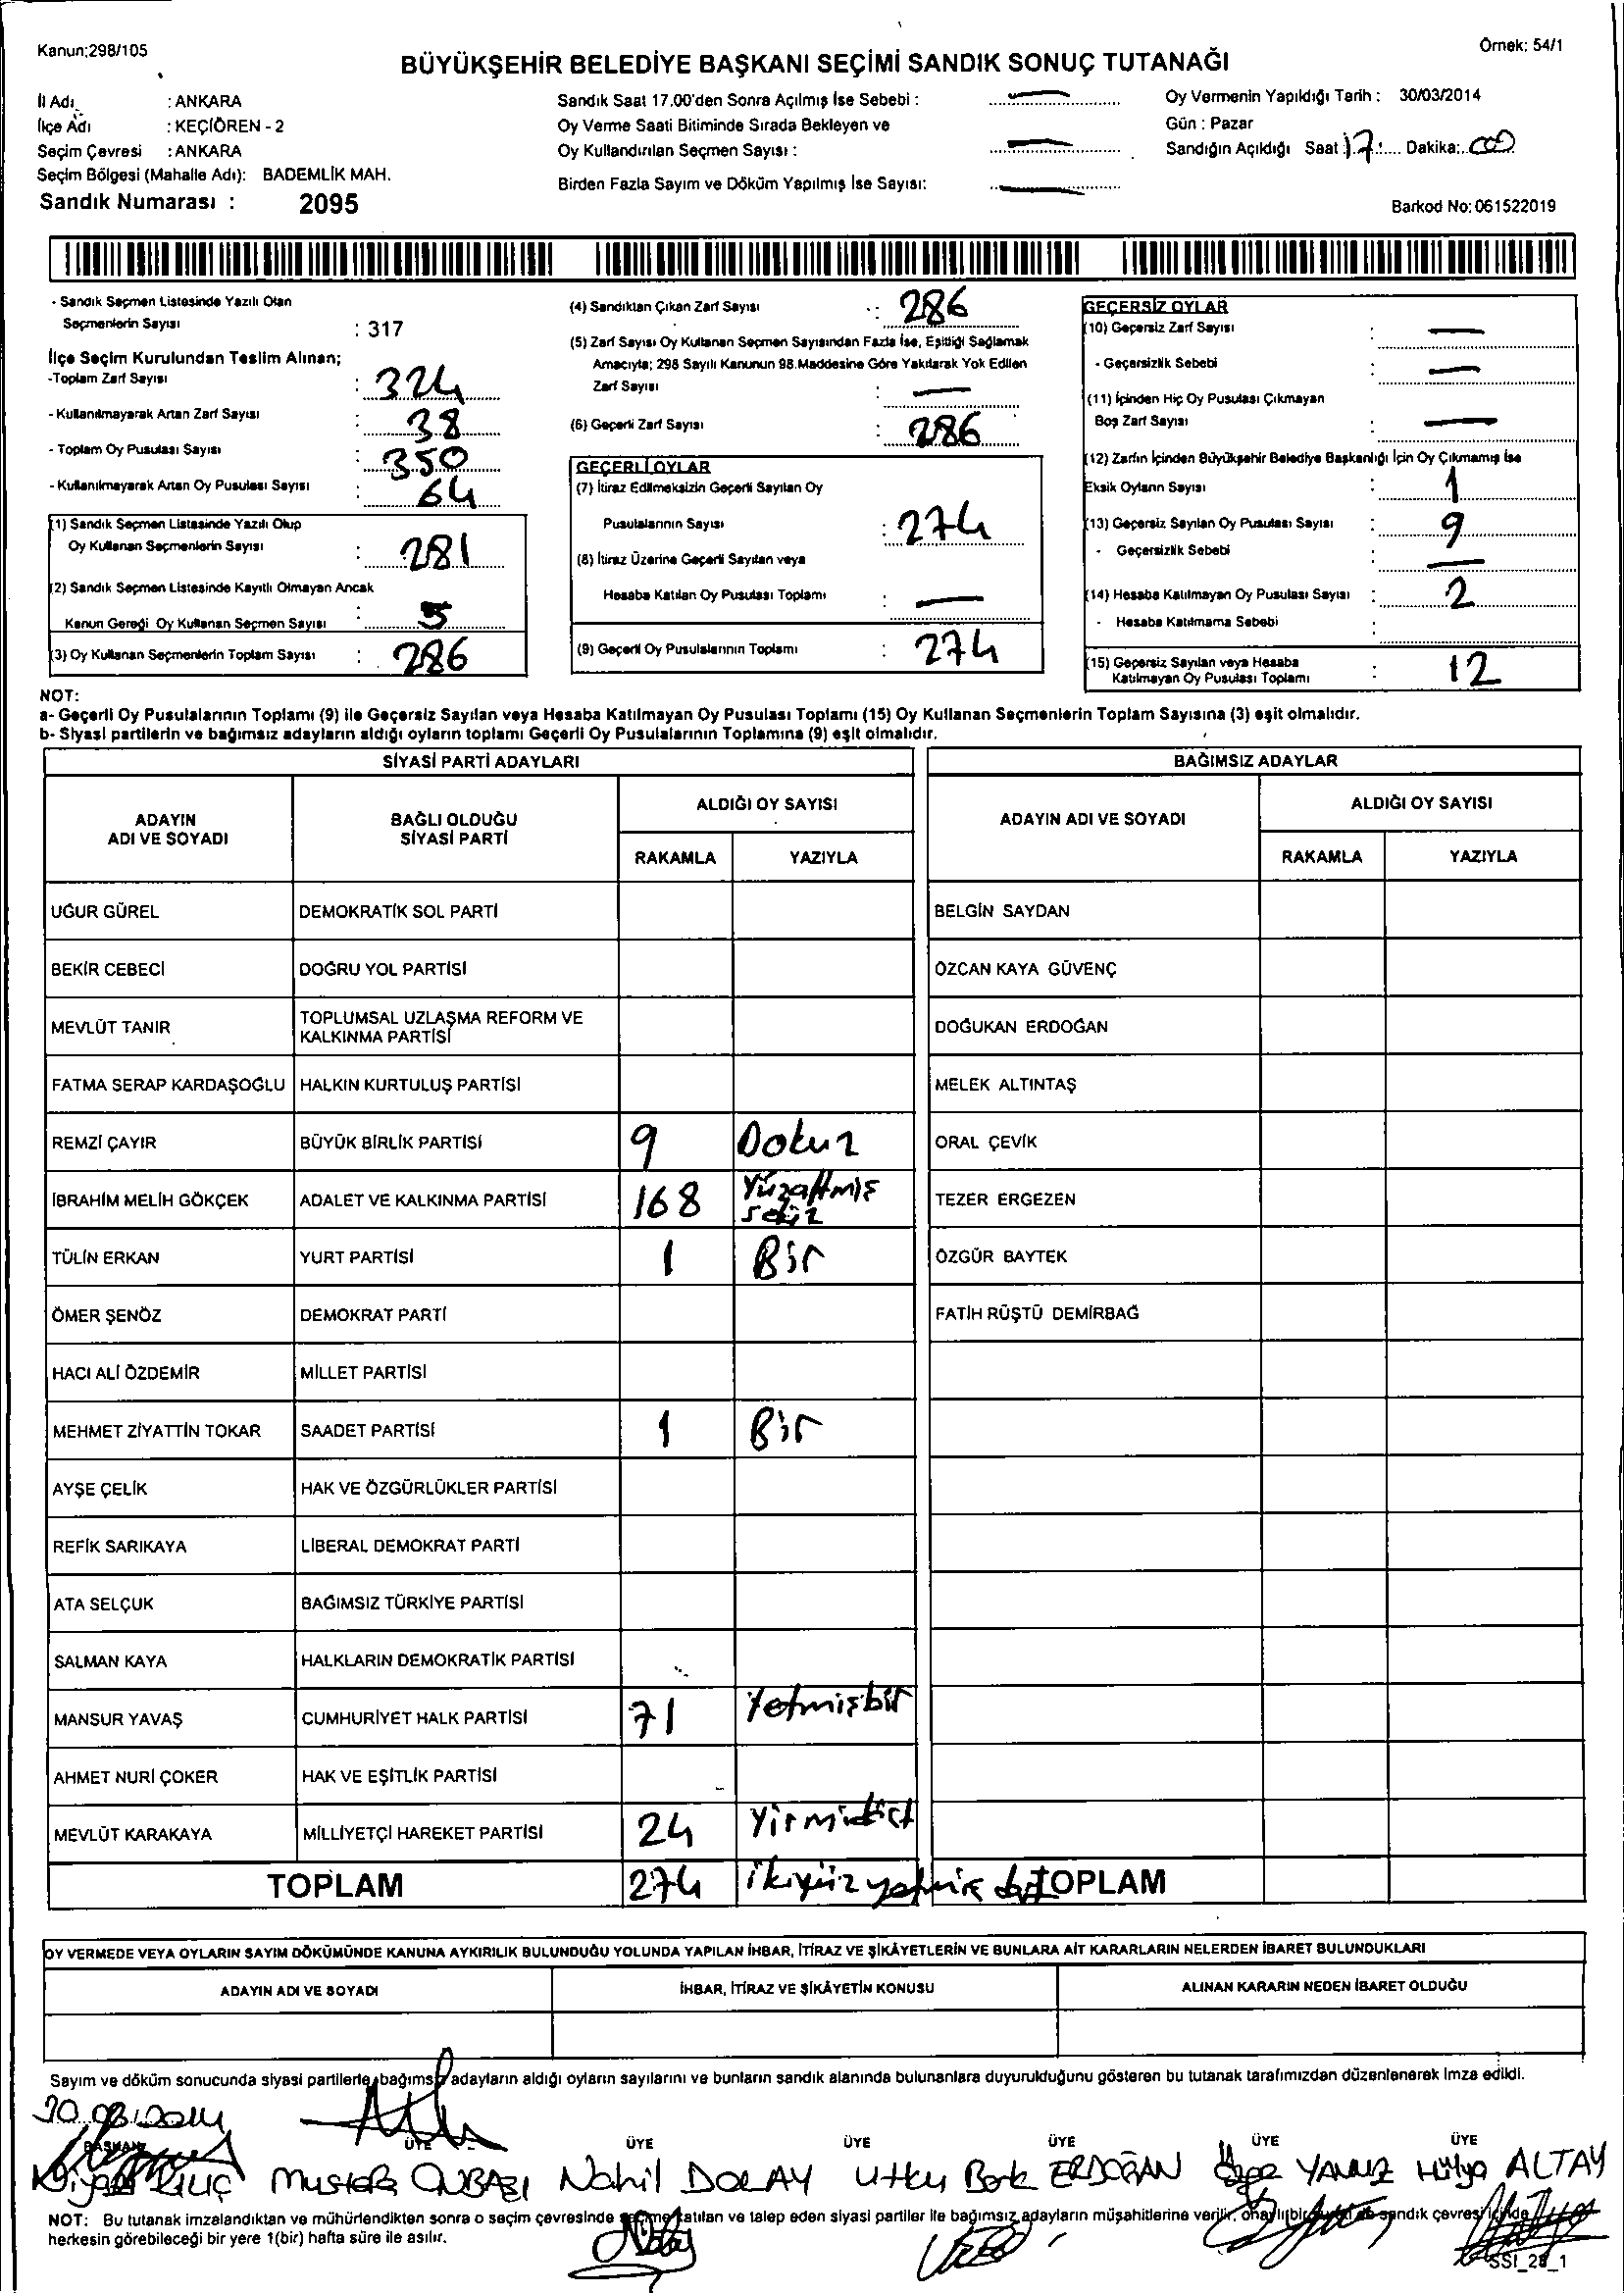 Kanun;298/105
Örnek: 54/1
BÜYÜKŞEHİR BELEDİYE BAŞKANI SEÇİMİ SANDIK SONUÇ TUTANAĞI
İl Adı : ANKARA
İlçe Adı : KEÇİÖREN - 2
Seçim Çevresi : ANKARA
Seçim Bölgesi (Mahalle Adı): BADEMLİK MAH.
Sandık Numarası : 2095
Sandık Saat 17.00'den Sonra Açılmış İse Sebebi : —
Oy Verme Saati Bitiminde Sırada Bekleyen ve
Oy Kullandırılan Seçmen Sayısı : —
Birden Fazla Sayım ve Döküm Yapılmış İse Sayısı: —
Oy Vermenin Yapıldığı Tarih : 30/03/2014
Gün : Pazar
Sandığın Açıldığı Saat 17 Dakika: 00
Barkod No: 061522019
- Sandık Seçmen Listesinde Yazılı Olan
Seçmenlerin Sayısı : 317
İlçe Seçim Kurulundan Teslim Alınan;
-Toplam Zarf Sayısı : 324
- Kullanılmayarak Artan Zarf Sayısı : 38
- Toplam Oy Pusulası Sayısı : 350
- Kullanılmayarak Artan Oy Pusulası Sayısı : 64
(1) Sandık Seçmen Listesinde Yazılı Olup
Oy Kullanan Seçmenlerin Sayısı : 281
(2) Sandık Seçmen Listesinde Kayıtlı Olmayan Ancak
Kanun Gereği Oy Kullanan Seçmen Sayısı : 5
(3) Oy Kullanan Seçmenlerin Toplam Sayısı : 286
(4) Sandıktan Çıkan Zarf Sayısı : 286
(5) Zarf Sayısı Oy Kullanan Seçmen Sayısından Fazla İse, Eşitliği Sağlamak
Amacıyla; 298 Sayılı Kanunun 98.Maddesine Göre Yakılarak Yok Edilen
Zarf Sayısı : —
(6) Geçerli Zarf Sayısı : 286
GEÇERLİ OYLAR
(7) İtiraz Edilmeksizin Geçerli Sayılan Oy
Pusulalarının Sayısı : 274
(8) İtiraz Üzerine Geçerli Sayılan veya
Hesaba Katılan Oy Pusulası Toplamı : —
(9) Geçerli Oy Pusulalarının Toplamı : 274
GEÇERSİZ OYLAR
(10) Geçersiz Zarf Sayısı : —
- Geçersizlik Sebebi : —
(11) İçinden Hiç Oy Pusulası Çıkmayan
Boş Zarf Sayısı : —
(12) Zarfın İçinden Büyükşehir Belediye Başkanlığı İçin Oy Çıkmamış İse
Eksik Oyların Sayısı : 1
(13) Geçersiz Sayılan Oy Pusulası Sayısı : 9
- Geçersizlik Sebebi : —
(14) Hesaba Katılmayan Oy Pusulası Sayısı : 2
- Hesaba Katılmama Sebebi :
(15) Geçersiz Sayılan veya Hesaba
Katılmayan Oy Pusulası Toplamı : 12
NOT:
a- Geçerli Oy Pusulalarının Toplamı (9) ile Geçersiz Sayılan veya Hesaba Katılmayan Oy Pusulası Toplamı (15) Oy Kullanan Seçmenlerin Toplam Sayısına (3) eşit olmalıdır.
b- Siyasi partilerin ve bağımsız adayların aldığı oyların toplamı Geçerli Oy Pusulalarının Toplamına (9) eşit olmalıdır.
SİYASİ PARTİ ADAYLARI
BAĞIMSIZ ADAYLAR
ADAYIN
ADI VE SOYADI
BAĞLI OLDUĞU
SİYASİ PARTİ
ALDIĞI OY SAYISI
RAKAMLA YAZIYLA
ADAYIN ADI VE SOYADI
ALDIĞI OY SAYISI
RAKAMLA YAZIYLA
UĞUR GÜREL DEMOKRATİK SOL PARTİ BELGİN SAYDAN
BEKİR CEBECİ DOĞRU YOL PARTİSİ ÖZCAN KAYA GÜVENÇ
MEVLÜT TANIR TOPLUMSAL UZLAŞMA REFORM VE KALKINMA PARTİSİ DOĞUKAN ERDOĞAN
FATMA SERAP KARDAŞOĞLU HALKIN KURTULUŞ PARTİSİ MELEK ALTINTAŞ
REMZİ ÇAYIR BÜYÜK BİRLİK PARTİSİ 9 Dokuz ORAL ÇEVİK
İBRAHİM MELİH GÖKÇEK ADALET VE KALKINMA PARTİSİ 168 Yüzaltmış sekiz TEZER ERGEZEN
TÜLİN ERKAN YURT PARTİSİ 1 Bir ÖZGÜR BAYTEK
ÖMER ŞENÖZ DEMOKRAT PARTİ FATİH RÜŞTÜ DEMİRBAĞ
HACI ALİ ÖZDEMİR MİLLET PARTİSİ
MEHMET ZİYATTİN TOKAR SAADET PARTİSİ 1 Bir
AYŞE ÇELİK HAK VE ÖZGÜRLÜKLER PARTİSİ
REFİK SARIKAYA LİBERAL DEMOKRAT PARTİ
ATA SELÇUK BAĞIMSIZ TÜRKİYE PARTİSİ
SALMAN KAYA HALKLARIN DEMOKRATİK PARTİSİ
MANSUR YAVAŞ CUMHURİYET HALK PARTİSİ 71 Yetmişbir
AHMET NURİ ÇOKER HAK VE EŞİTLİK PARTİSİ
MEVLÜT KARAKAYA MİLLİYETÇİ HAREKET PARTİSİ 24 Yirmidört
TOPLAM 274 ikiyüz yetmiş dört TOPLAM
OY VERMEDE VEYA OYLARIN SAYIM DÖKÜMÜNDE KANUNA AYKIRILIK BULUNDUĞU YOLUNDA YAPILAN İHBAR, İTİRAZ VE ŞİKÂYETLERİN VE BUNLARA AİT KARARLARIN NELERDEN İBARET BULUNDUKLARI
ADAYIN ADI VE SOYADI İHBAR, İTİRAZ VE ŞİKÂYETİN KONUSU ALINAN KARARIN NEDEN İBARET OLDUĞU
Sayım ve döküm sonucunda siyasi partilerle bağımsız adayların aldığı oyların sayılarını ve bunların sandık alanında bulunanlara duyurulduğunu gösteren bu tutanak tarafımızdan düzenlenerek imza edildi.
30.03.2014
BAŞKAN ÜYE ÜYE ÜYE ÜYE ÜYE ÜYE
KILIÇ Mustafa Nahil DOLAY Utku Berk ERDOĞAN Özge YAVUZ Hülya ALTAY
NOT: Bu tutanak imzalandıktan ve mühürlendikten sonra o seçim çevresinde seçime katılan ve talep eden siyasi partiler ile bağımsız adayların müşahitlerine verilir, onaylı bir sureti de sandık çevresi içinde
herkesin görebileceği bir yere 1(bir) hafta süre ile asılır.
SSI_28_1